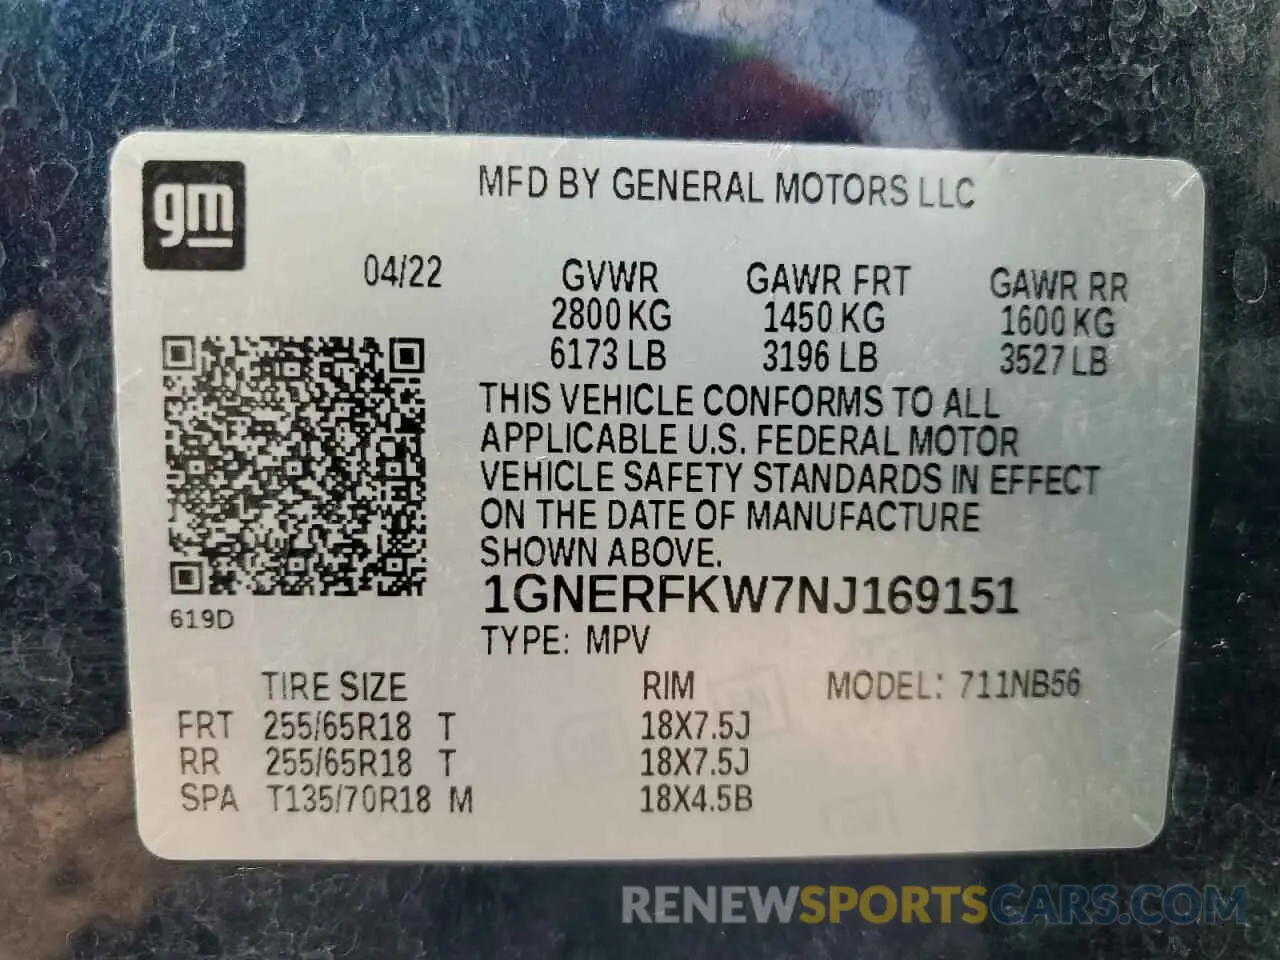 gm
MFD BY GENERAL MOTORS LLC
04/22 GVWR GAWR FRT GAWR RR
2800 KG 1450 KG 1600 KG
6173 LB 3196 LB 3527 LB
THIS VEHICLE CONFORMS TO ALL
APPLICABLE U.S. FEDERAL MOTOR
VEHICLE SAFETY STANDARDS IN EFFECT
ON THE DATE OF MANUFACTURE
SHOWN ABOVE.
1GNERFKW7NJ169151
619D
TYPE: MPV
TIRE SIZE RIM MODEL: 711NB56
FRT 255/65R18 T 18X7.5J
RR 255/65R18 T 18X7.5J
SPA T135/70R18 M 18X4.5B
RENEWSPORTSCARS.COM